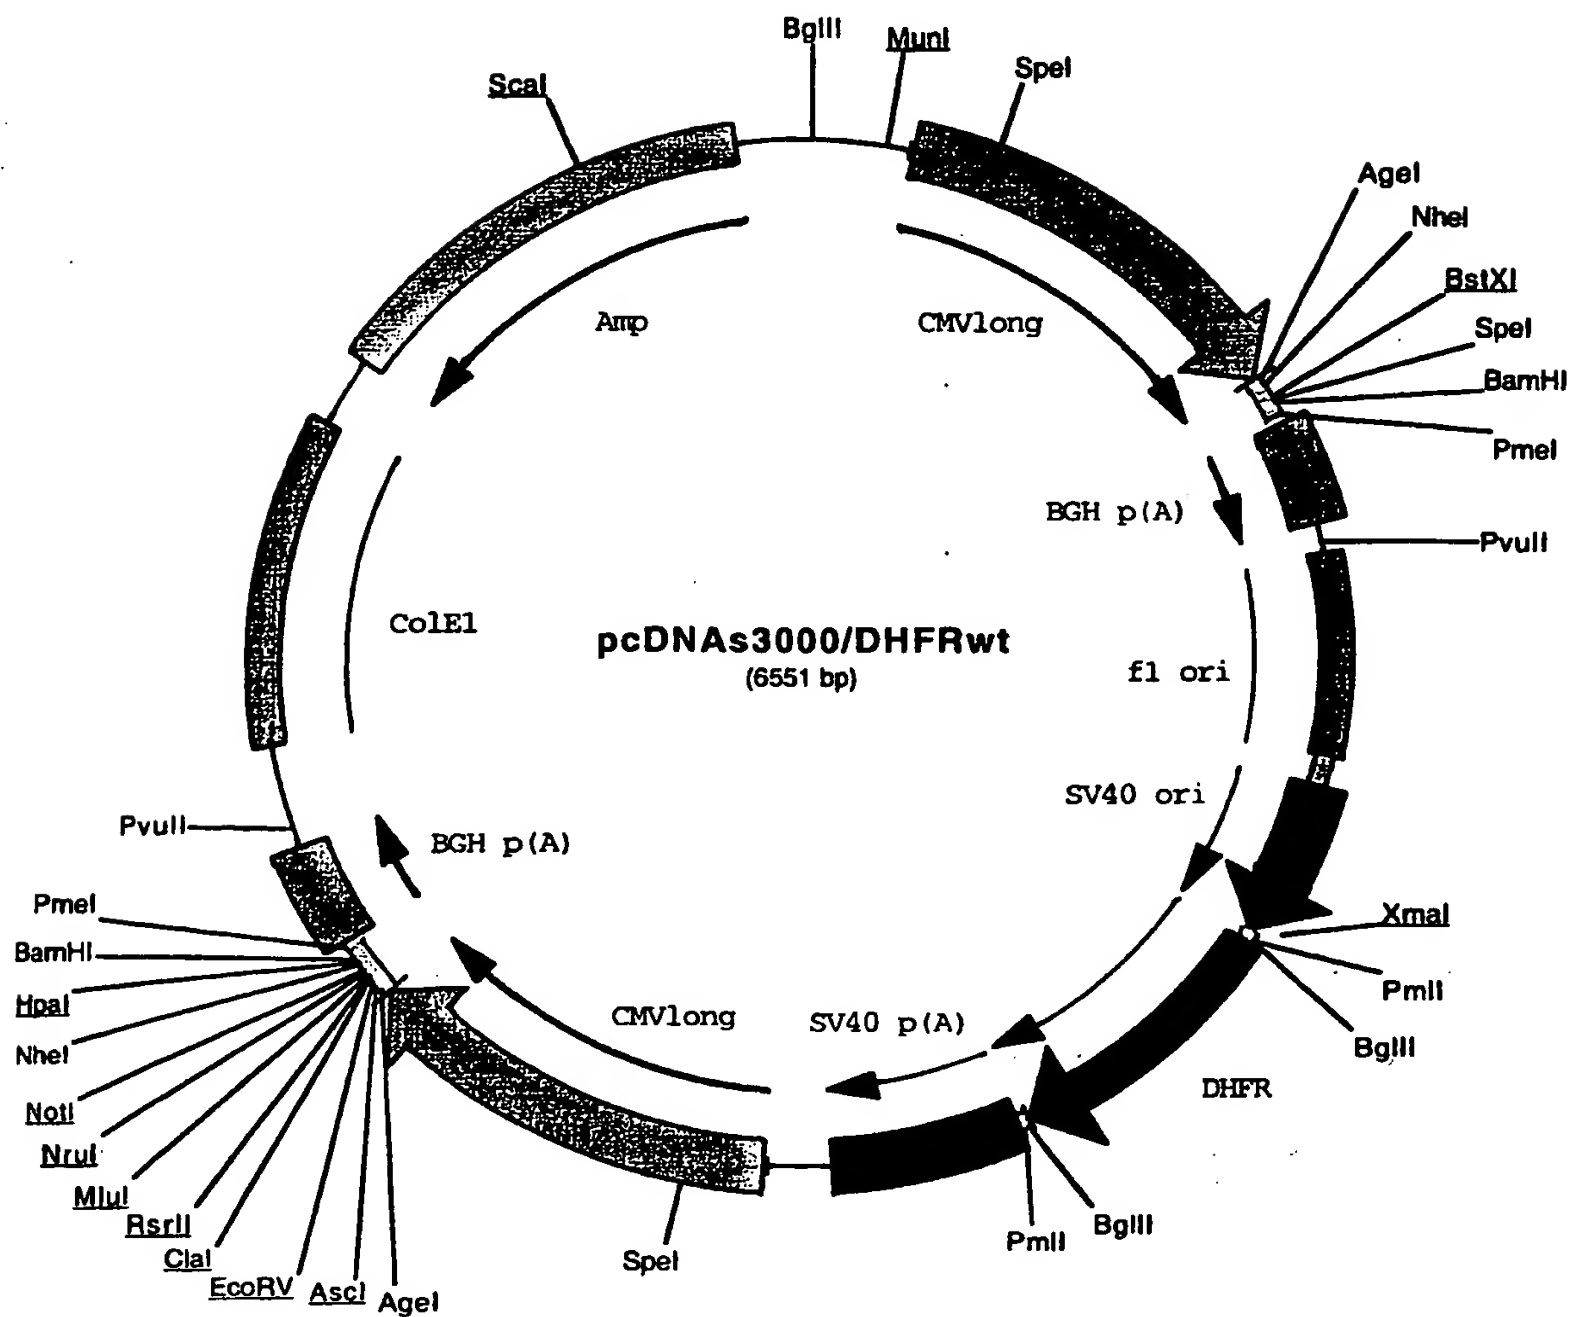 BglII
MunI
SpeI
ScaI
AgeI
NheI
BstXI
SpeI
BamHI
PmeI
Amp
CMVlong
BGH p(A)
PvuII
ColE1
pcDNAs3000/DHFRwt
(6551 bp)
f1 ori
SV40 ori
PvuII
BGH p(A)
PmeI
BamHI
HpaI
NheI
NotI
NruI
MluI
RsrII
ClaI
EcoRV
AscI
AgeI
CMVlong
SV40 p(A)
XmaI
PmlI
BglII
DHFR
SpeI
PmlI
BglII